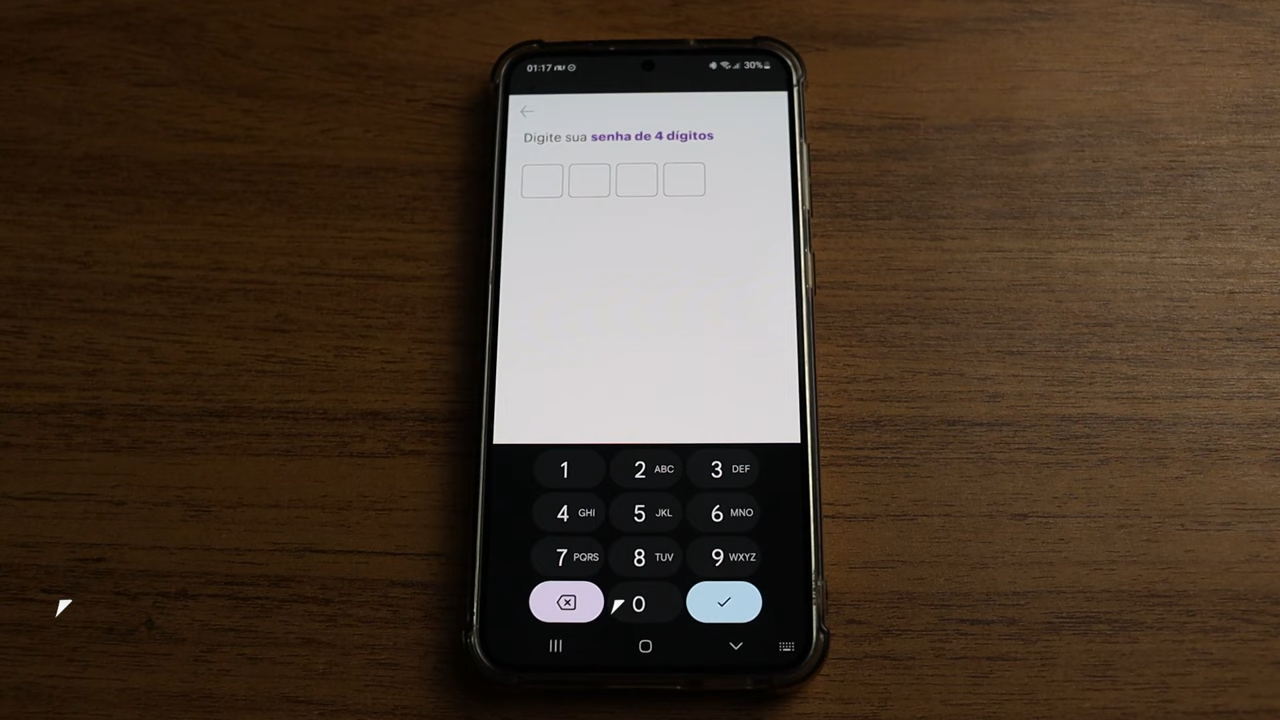 01:17 30%
Digite sua senha de 4 dígitos
1 2 ABC 3 DEF
4 GHI 5 JKL 6 MNO
7 PQRS 8 TUV 9 WXYZ
0